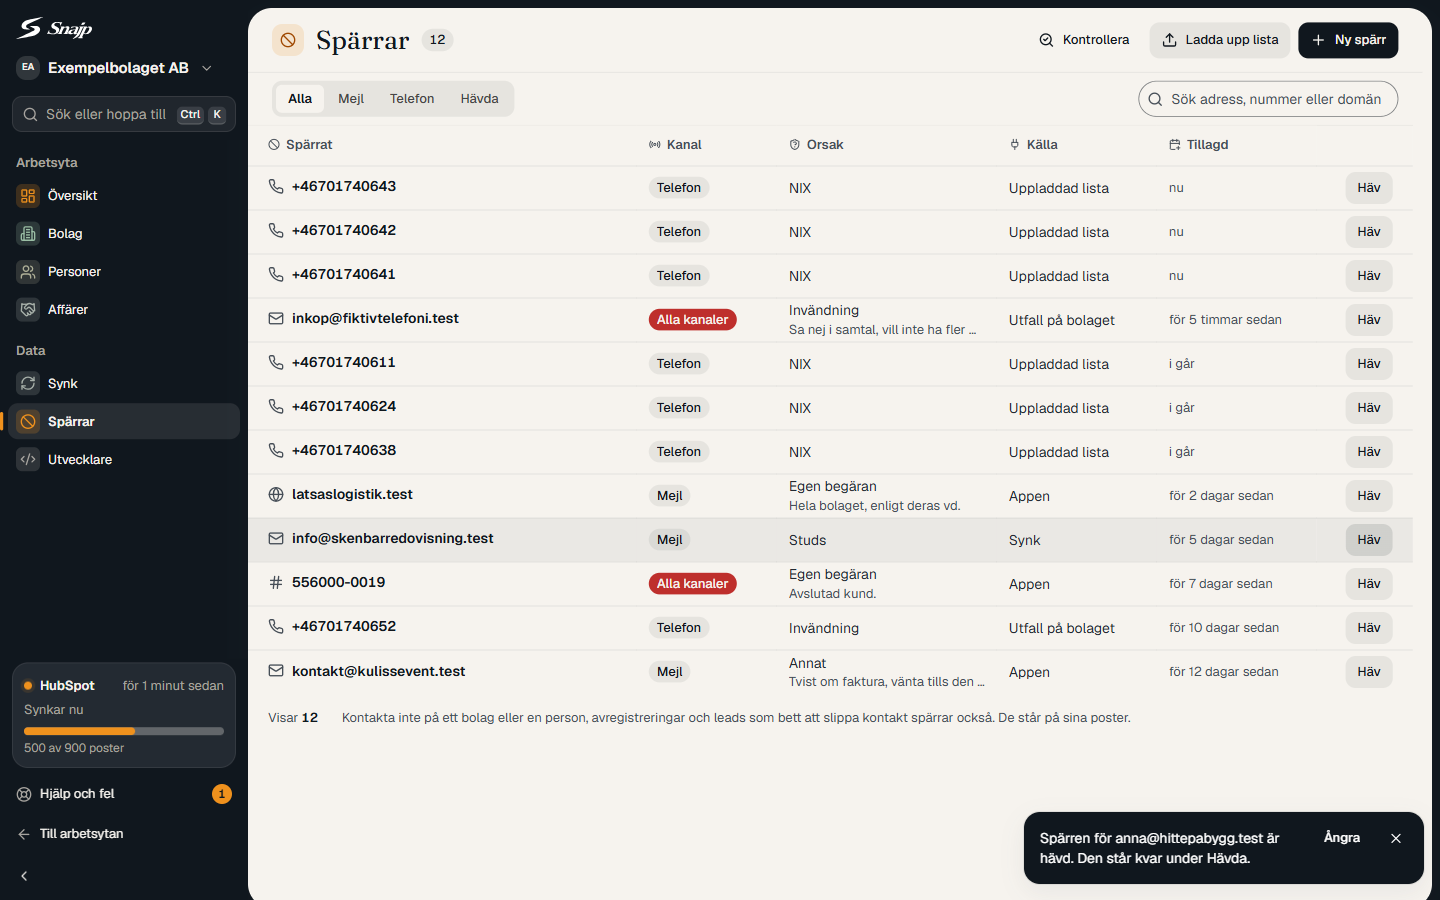 Snajp
EA Exempelbolaget AB
Sök eller hoppa till Ctrl K
Arbetsyta
Översikt
Bolag
Personer
Affärer
Data
Synk
Spärrar
Utvecklare
HubSpot för 1 minut sedan
Synkar nu
500 av 900 poster
Hjälp och fel 1
Till arbetsytan
Spärrar 12
Kontrollera Ladda upp lista Ny spärr
Alla Mejl Telefon Hävda
Sök adress, nummer eller domän
Spärrat Kanal Orsak Källa Tillagd
+46701740643 Telefon NIX Uppladdad lista nu Häv
+46701740642 Telefon NIX Uppladdad lista nu Häv
+46701740641 Telefon NIX Uppladdad lista nu Häv
inkop@fiktivtelefoni.test Alla kanaler Invändning Utfall på bolaget för 5 timmar sedan Häv
Sa nej i samtal, vill inte ha fler ...
+46701740611 Telefon NIX Uppladdad lista i går Häv
+46701740624 Telefon NIX Uppladdad lista i går Häv
+46701740638 Telefon NIX Uppladdad lista i går Häv
latsaslogistik.test Mejl Egen begäran Appen för 2 dagar sedan Häv
Hela bolaget, enligt deras vd.
info@skenbarredovisning.test Mejl Studs Synk för 5 dagar sedan Häv
556000-0019 Alla kanaler Egen begäran Appen för 7 dagar sedan Häv
Avslutad kund.
+46701740652 Telefon Invändning Utfall på bolaget för 10 dagar sedan Häv
kontakt@kulissevent.test Mejl Annat Appen för 12 dagar sedan Häv
Tvist om faktura, vänta tills den ...
Visar 12 Kontakta inte på ett bolag eller en person, avregistreringar och leads som bett att slippa kontakt spärrar också. De står på sina poster.
Spärren för anna@hittepabygg.test är
hävd. Den står kvar under Hävda.
Ångra